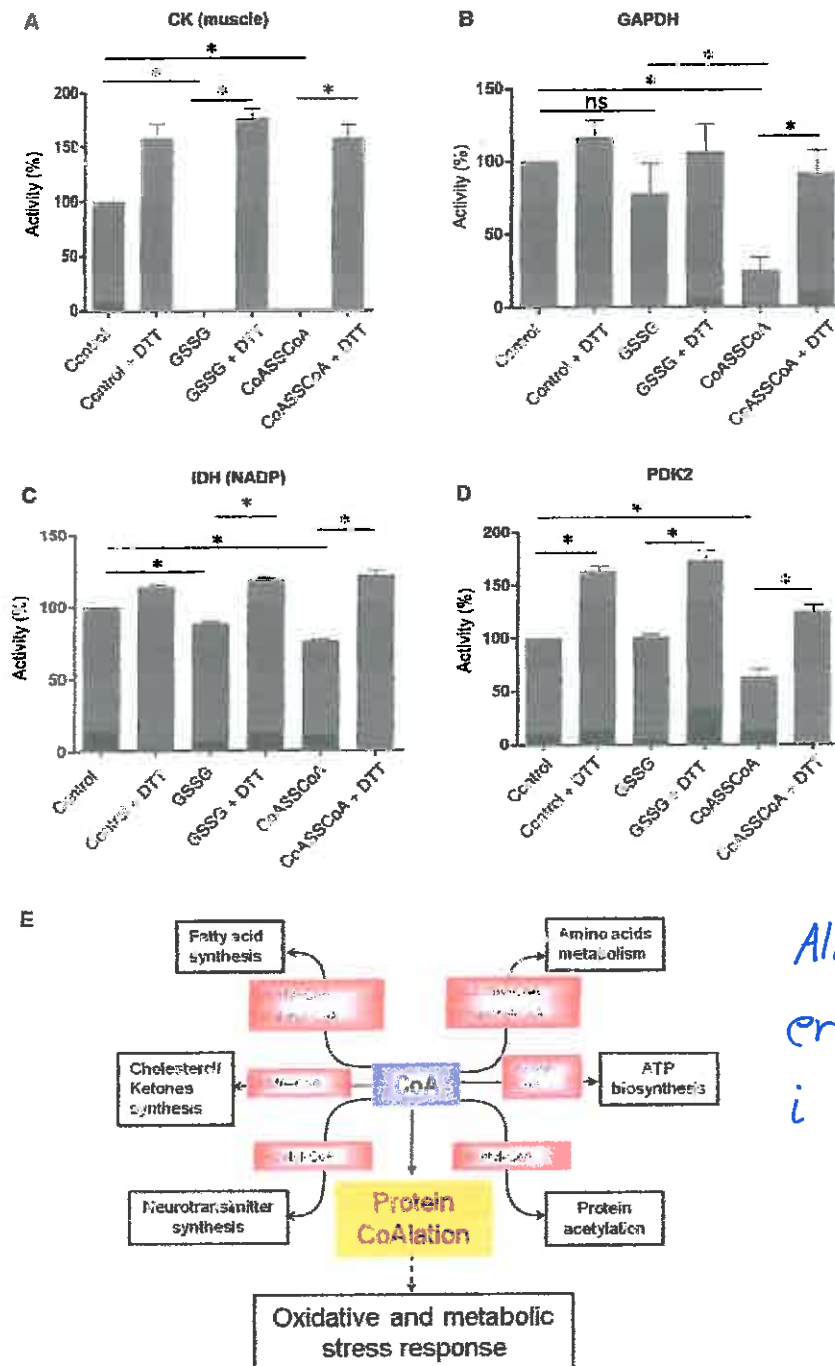 A
CK (muscle)
*
*
*
*
Activity (%)
200
150
100
50
0
Control
Control + DTT
GSSG
GSSG + DTT
CoASSCoA
CoASSCoA + DTT
B
GAPDH
*
*
ns
*
Activity (%)
150
100
50
0
Control
Control + DTT
GSSG
GSSG + DTT
CoASSCoA
CoASSCoA + DTT
C
IDH (NADP)
*
*
*
*
Activity (%)
150
100
50
0
Control
Control + DTT
GSSG
GSSG + DTT
CoASSCoA
CoASSCoA + DTT
D
PDK2
*
*
*
*
Activity (%)
200
150
100
50
0
Control
Control + DTT
GSSG
GSSG + DTT
CoASSCoA
CoASSCoA + DTT
E
Fatty acid
synthesis
Amino acids
metabolism
Cholesterol/
Ketones
synthesis
CoA
ATP
biosynthesis
Neurotransmitter
synthesis
Protein
CoAlation
Protein
acetylation
Oxidative and metabolic
stress response
i